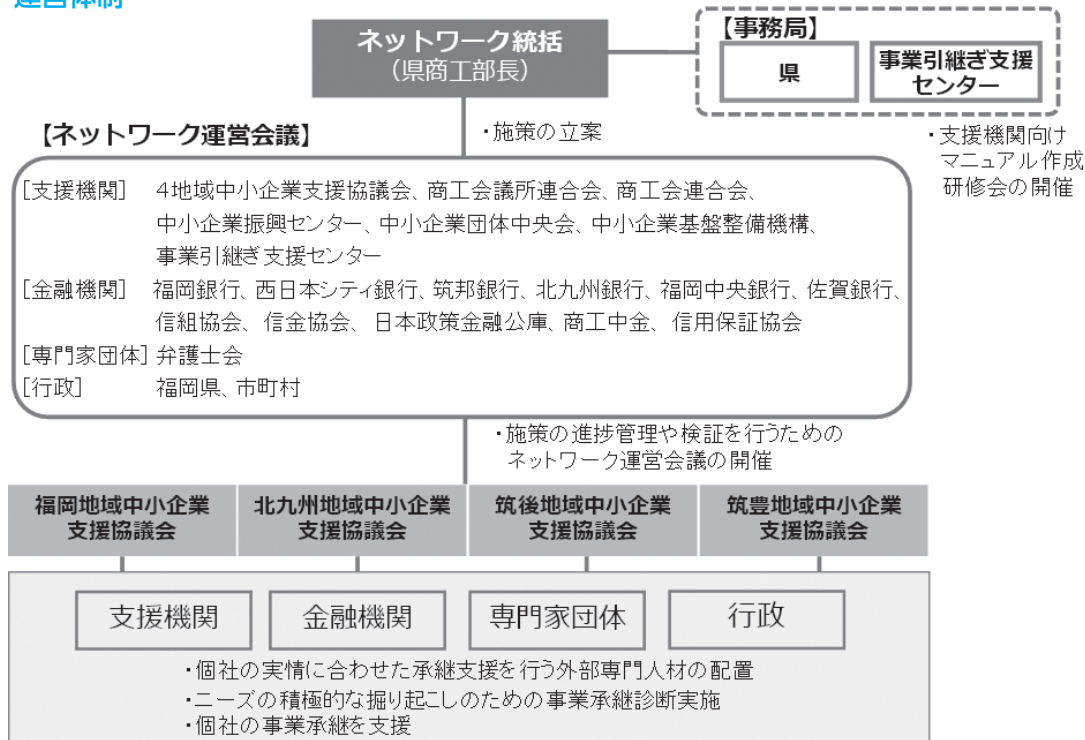 運営体制
ネットワーク統括
（県商工部長）
【事務局】
県
事業引継ぎ支援
センター
【ネットワーク運営会議】
・施策の立案
・支援機関向け
マニュアル作成
研修会の開催
［支援機関］ 4地域中小企業支援協議会、商工会議所連合会、商工会連合会、
中小企業振興センター、中小企業団体中央会、中小企業基盤整備機構、
事業引継ぎ支援センター
［金融機関］ 福岡銀行、西日本シティ銀行、筑邦銀行、北九州銀行、福岡中央銀行、佐賀銀行、
信組協会、信金協会、日本政策金融公庫、商工中金、信用保証協会
［専門家団体］ 弁護士会
［行政］ 福岡県、市町村
・施策の進捗管理や検証を行うための
ネットワーク運営会議の開催
福岡地域中小企業
支援協議会
北九州地域中小企業
支援協議会
筑後地域中小企業
支援協議会
筑豊地域中小企業
支援協議会
支援機関
金融機関
専門家団体
行政
・個社の実情に合わせた承継支援を行う外部専門人材の配置
・ニーズの積極的な掘り起こしのための事業承継診断実施
・個社の事業承継を支援